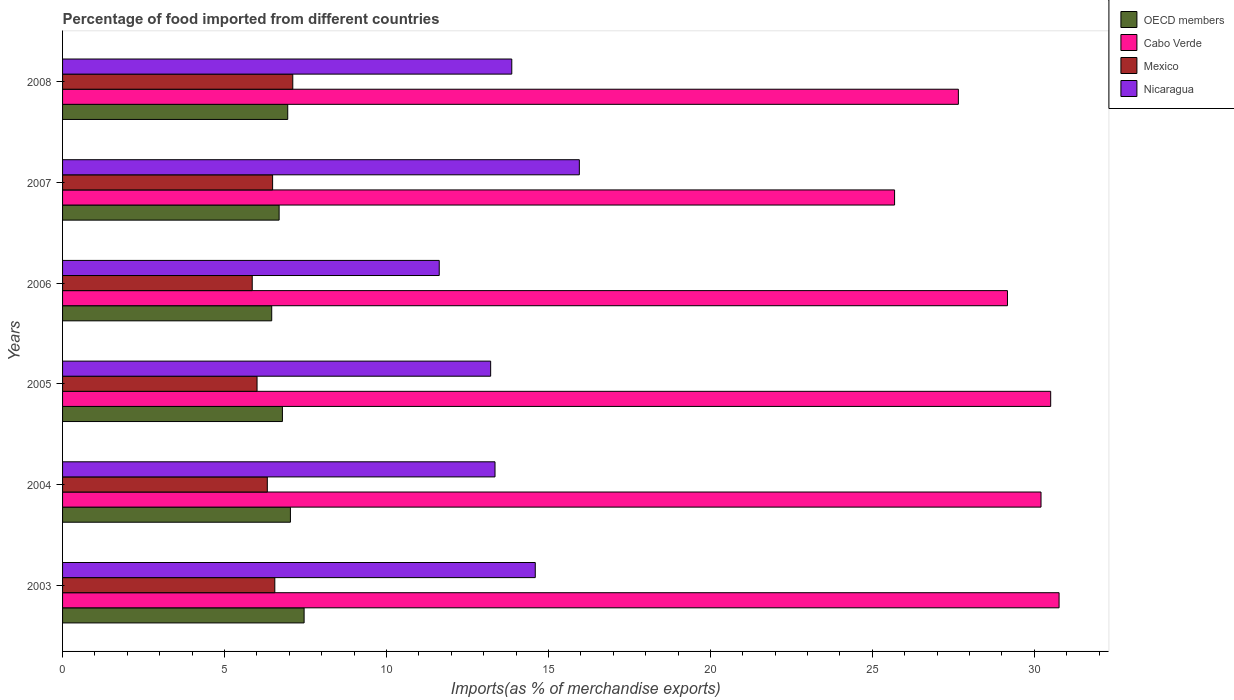 Percentage of food imported from different countries
OECD members
Cabo Verde
Mexico
Nicaragua
2008
2007
2006
2005
2004
2003
Years
0
5
10
15
20
25
30
Imports(as % of merchandise exports)